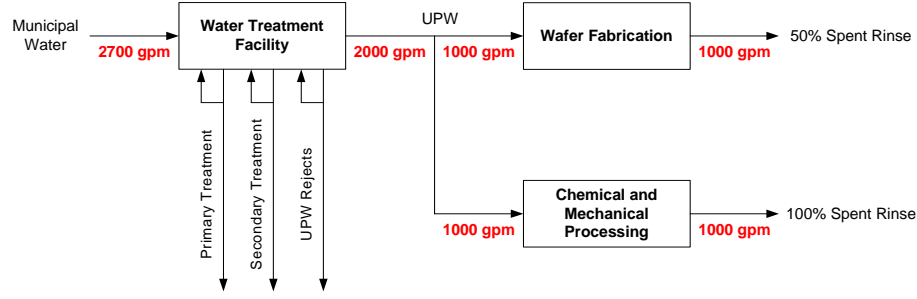 Municipal
Water
2700 gpm
Water Treatment
Facility
UPW
2000 gpm
1000 gpm
Wafer Fabrication
1000 gpm
50% Spent Rinse
Primary Treatment
Secondary Treatment
UPW Rejects
1000 gpm
Chemical and
Mechanical
Processing
1000 gpm
100% Spent Rinse